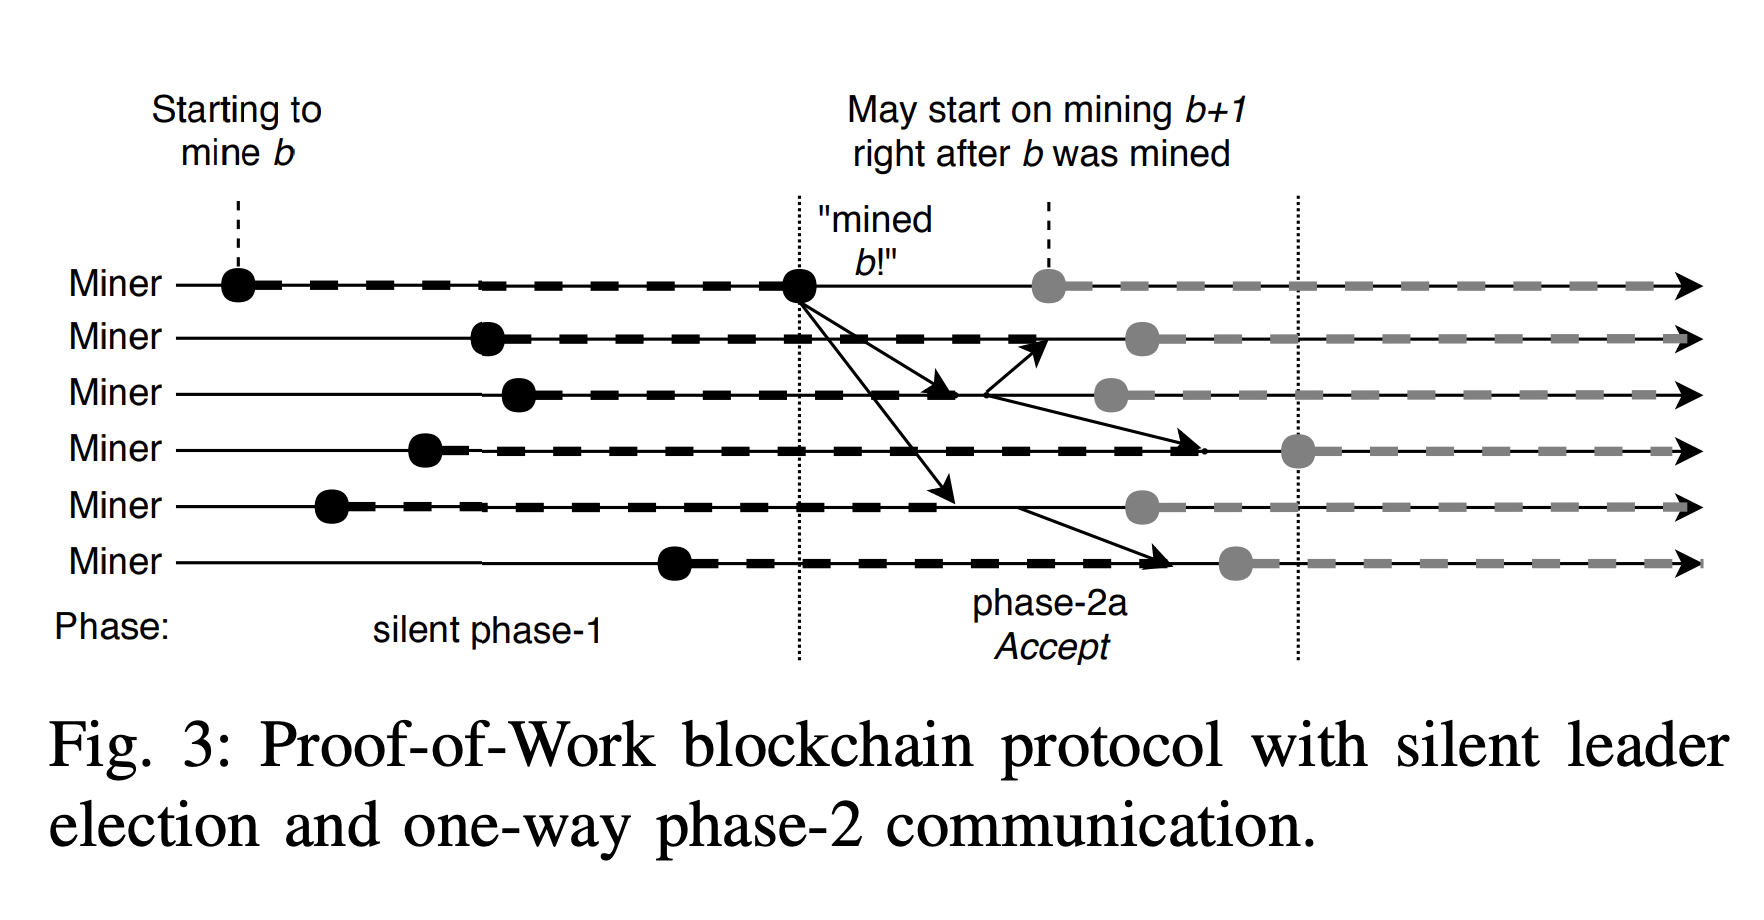 Starting to
mine b
May start on mining b+1
right after b was mined
"mined
b!"
Miner
Miner
Miner
Miner
Miner
Miner
Phase:
silent phase-1
phase-2a
Accept
Fig. 3: Proof-of-Work blockchain protocol with silent leader
election and one-way phase-2 communication.